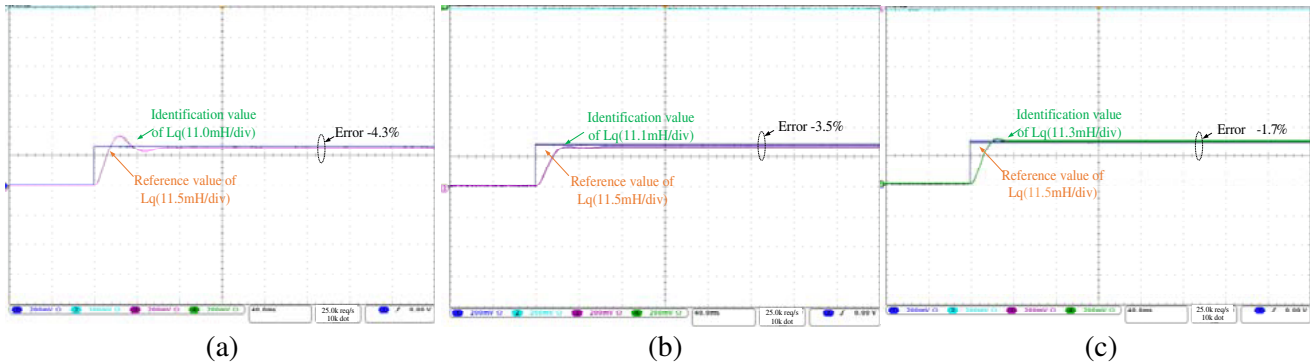 Identification value
of Lq(11.0mH/div)
Error -4.3%
Reference value of
Lq(11.5mH/div)
25.0k req/s
10k dot
(a)
Identification value
of Lq(11.1mH/div)
Error -3.5%
Reference value of
Lq(11.5mH/div)
25.0k req/s
10k dot
(b)
Identification value
of Lq(11.3mH/div)
Error -1.7%
Reference value of
Lq(11.5mH/div)
25.0k req/s
10k dot
(c)